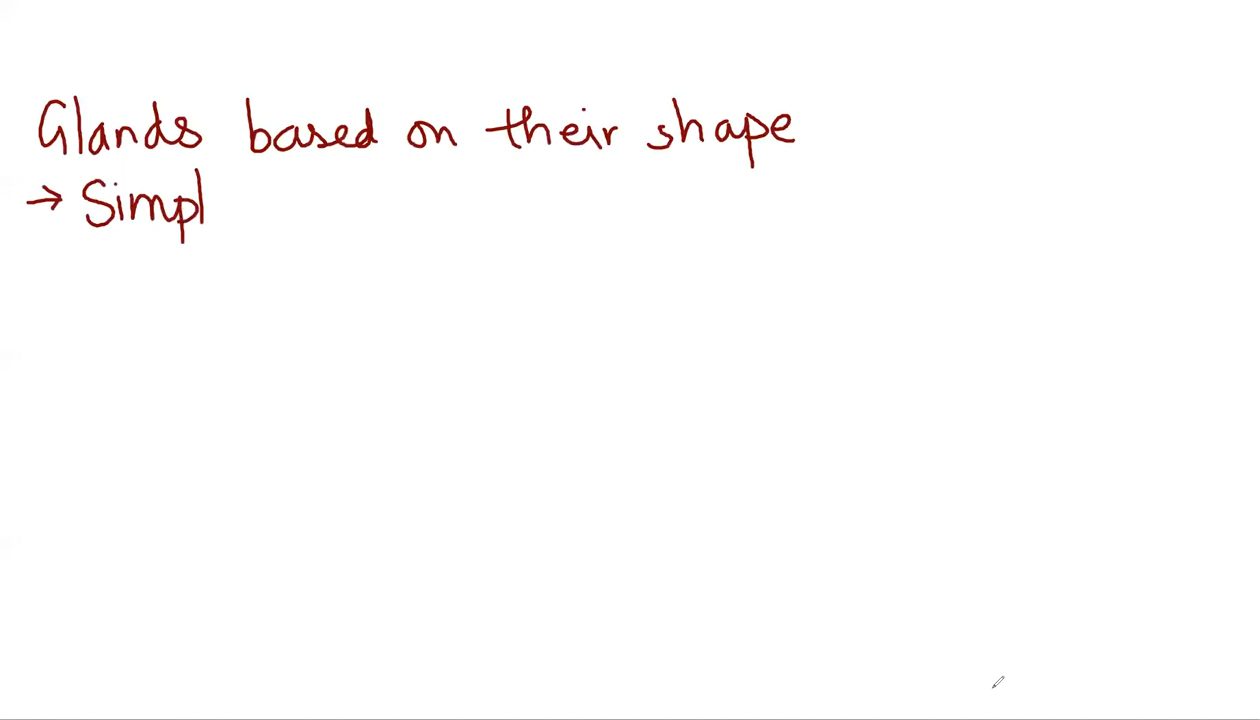 Glands based on their shape
→ Simpl